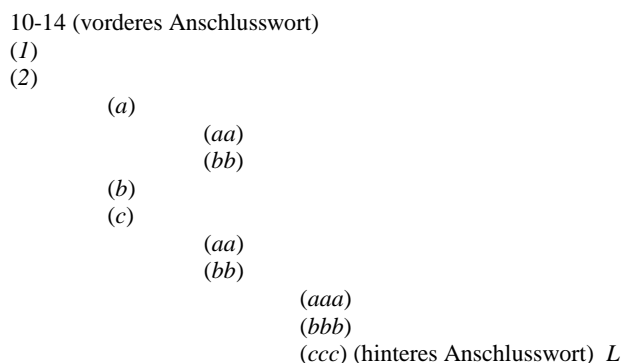 10-14 (vorderes Anschlusswort)
(1)
(2)
(a)
(aa)
(bb)
(b)
(c)
(aa)
(bb)
(aaa)
(bbb)
(ccc) (hinteres Anschlusswort) L